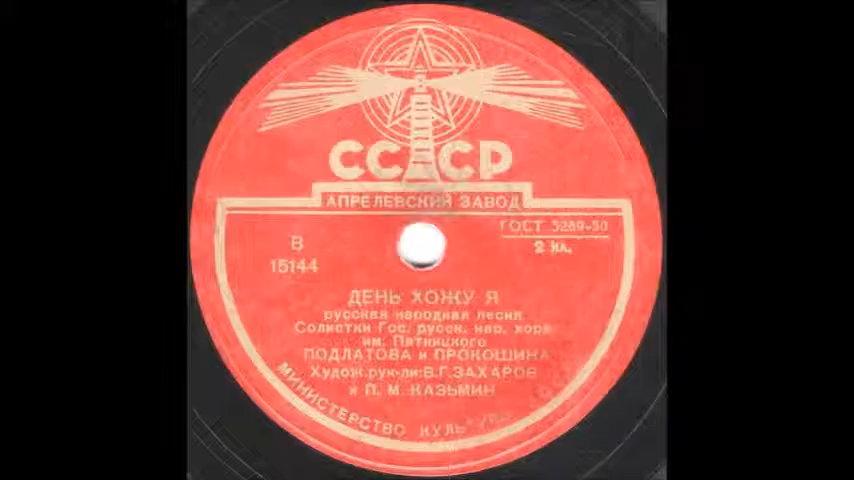 СССР
АПРЕЛЕВСКИЙ ЗАВОД
ГОСТ 5289-50
2 кл.
В
15144
ДЕНЬ ХОЖУ Я
русская народная песня
Солистки Гос. русск. нар. хора
им. Пятницкого
ПОДЛАТОВА и ПРОКОШИНА
Худож.рук-ли:В.Г.ЗАХАРОВ
и П. М. КАЗЬМИН
МИНИСТЕРСТВО КУЛЬТУРЫ